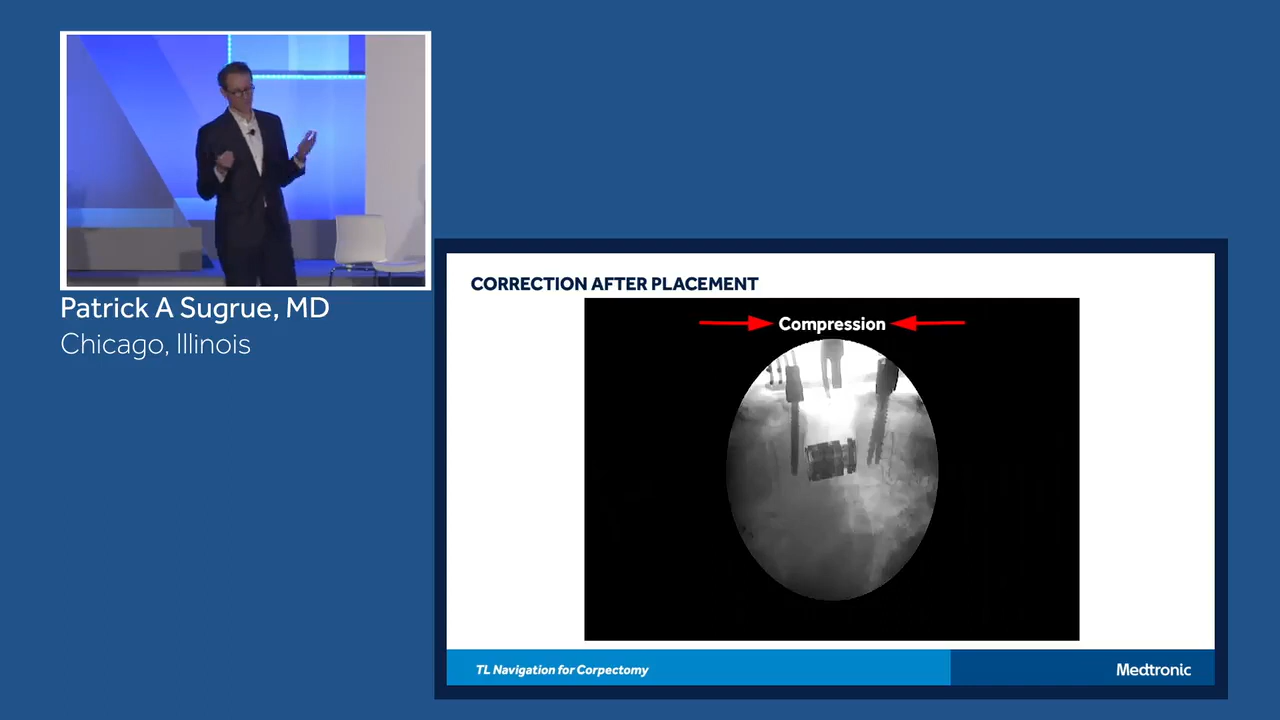 Patrick A Sugrue, MD
Chicago, Illinois
CORRECTION AFTER PLACEMENT
Compression
TL Navigation for Corpectomy
Medtronic